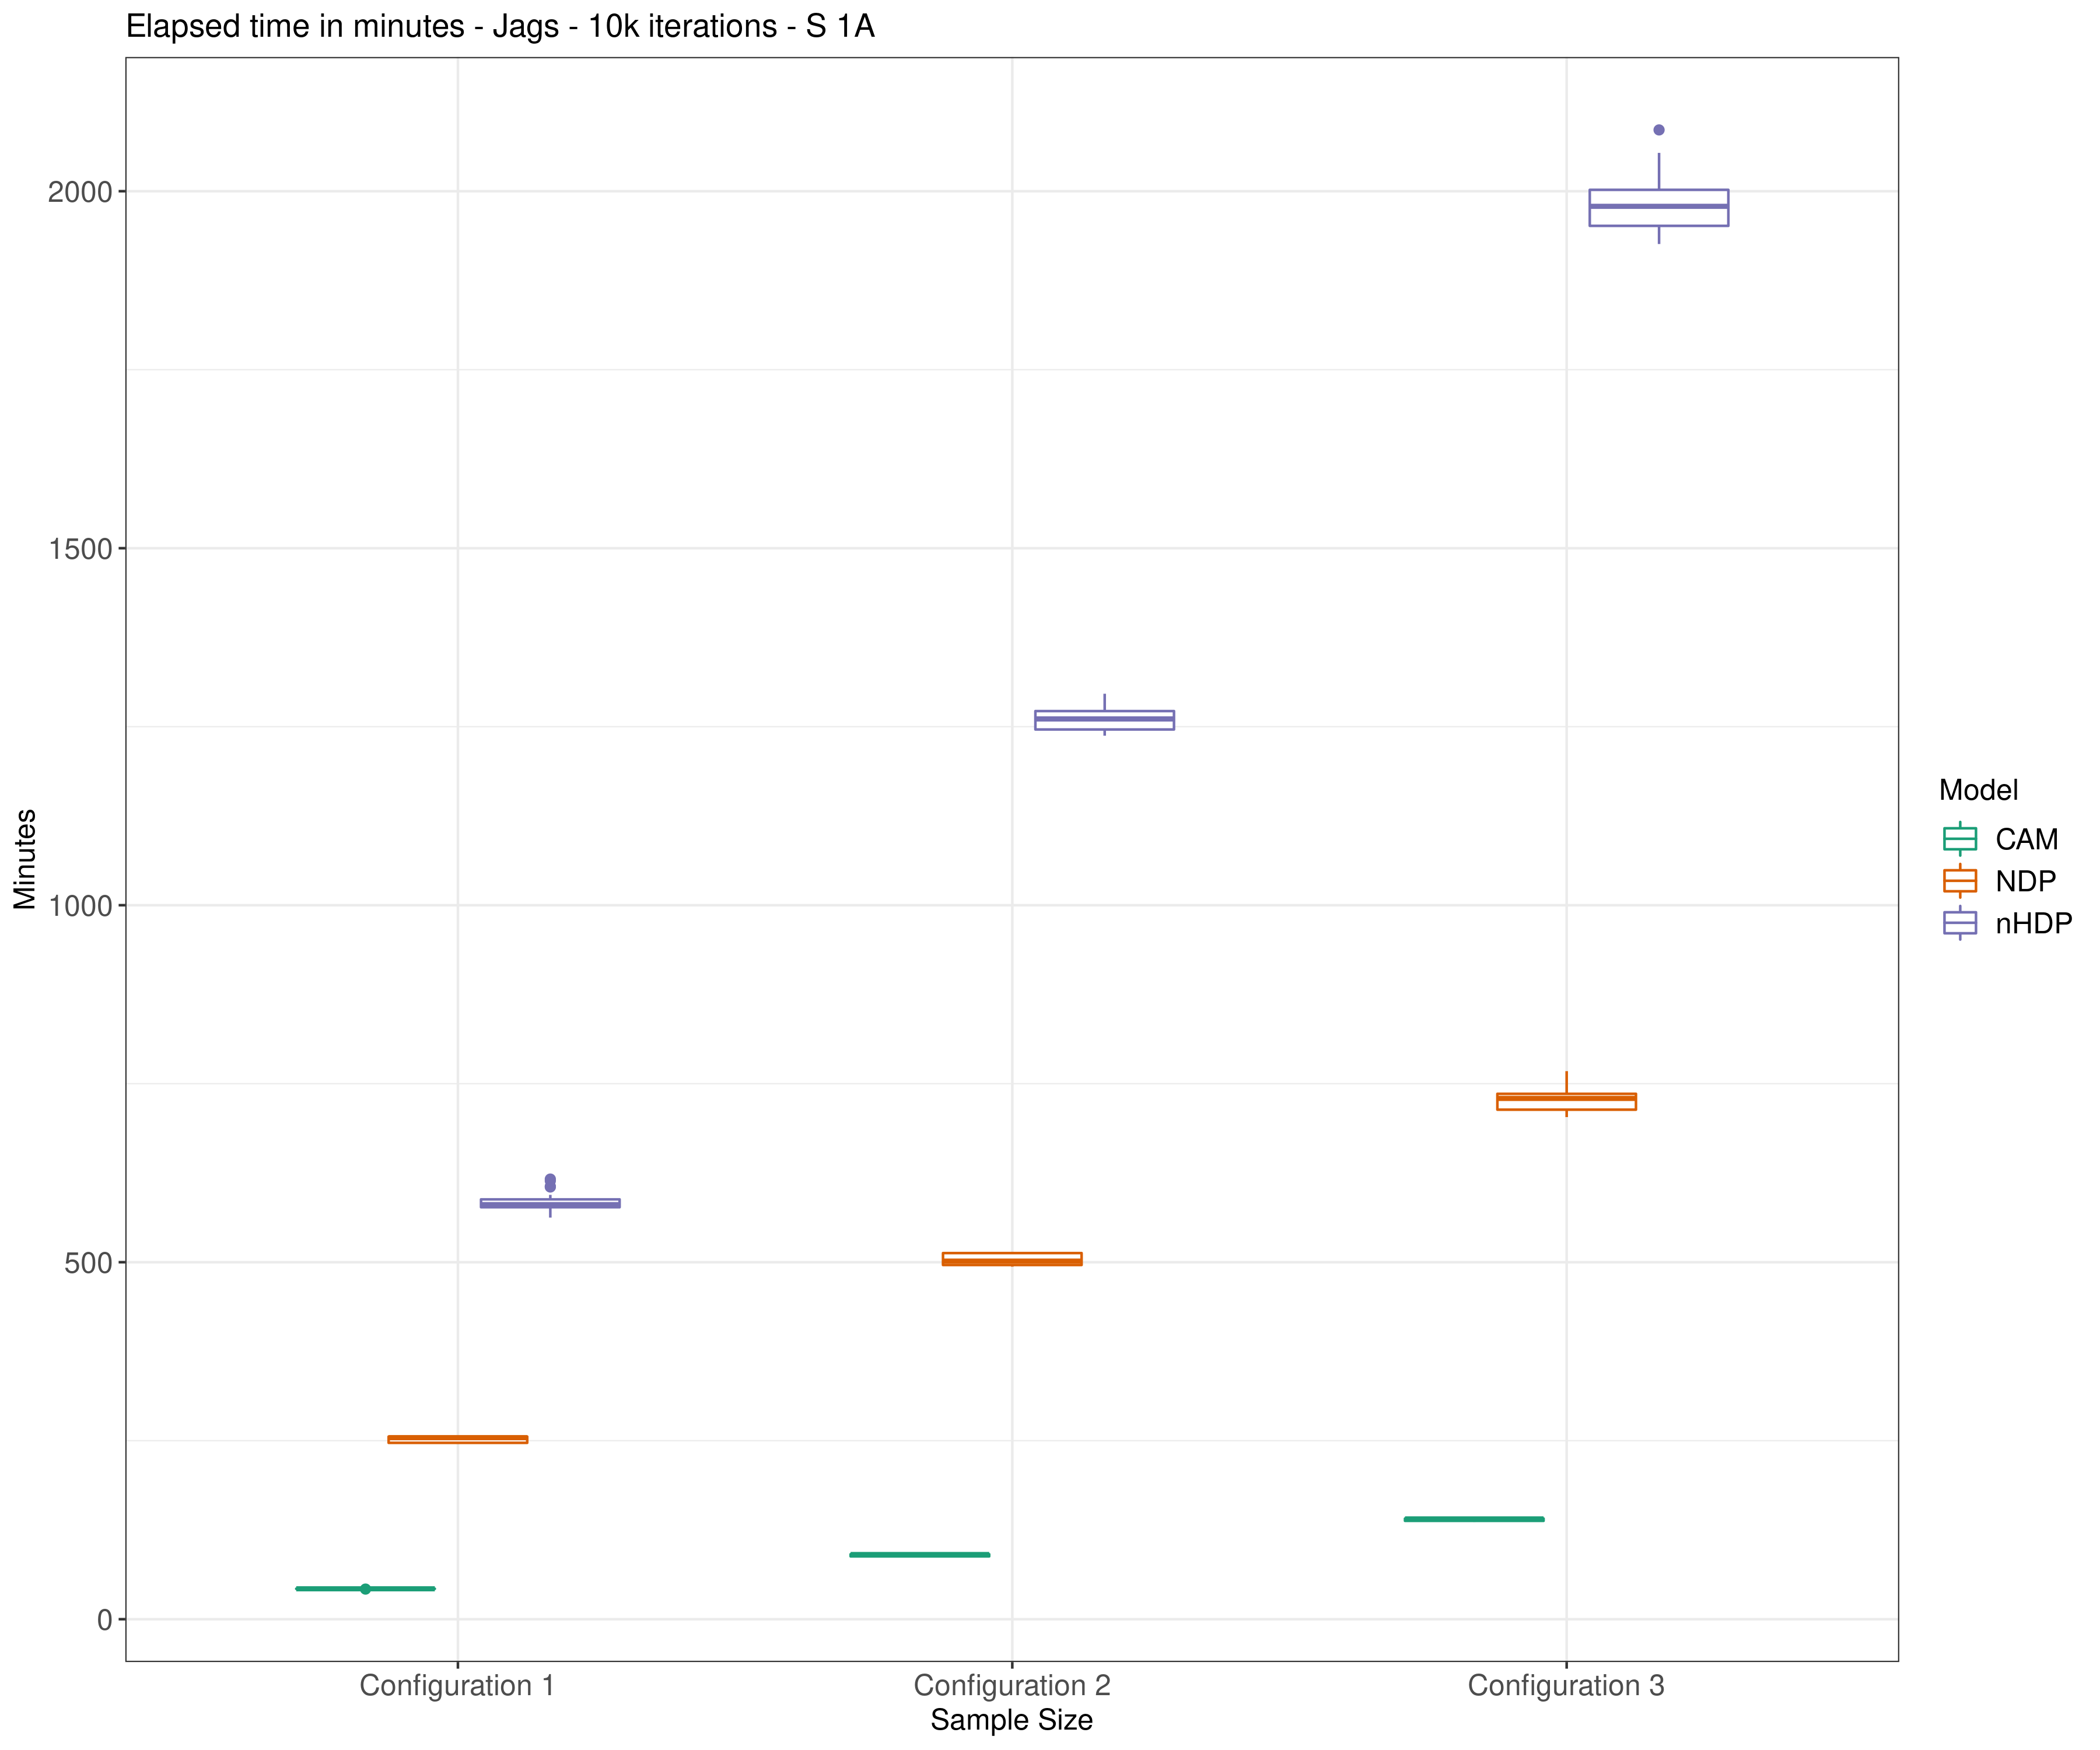 Elapsed time in minutes - Jags - 10k iterations - S 1A
2000
1500
1000
500
0
Minutes
Configuration 1
Configuration 2
Configuration 3
Sample Size
Model
CAM
NDP
nHDP